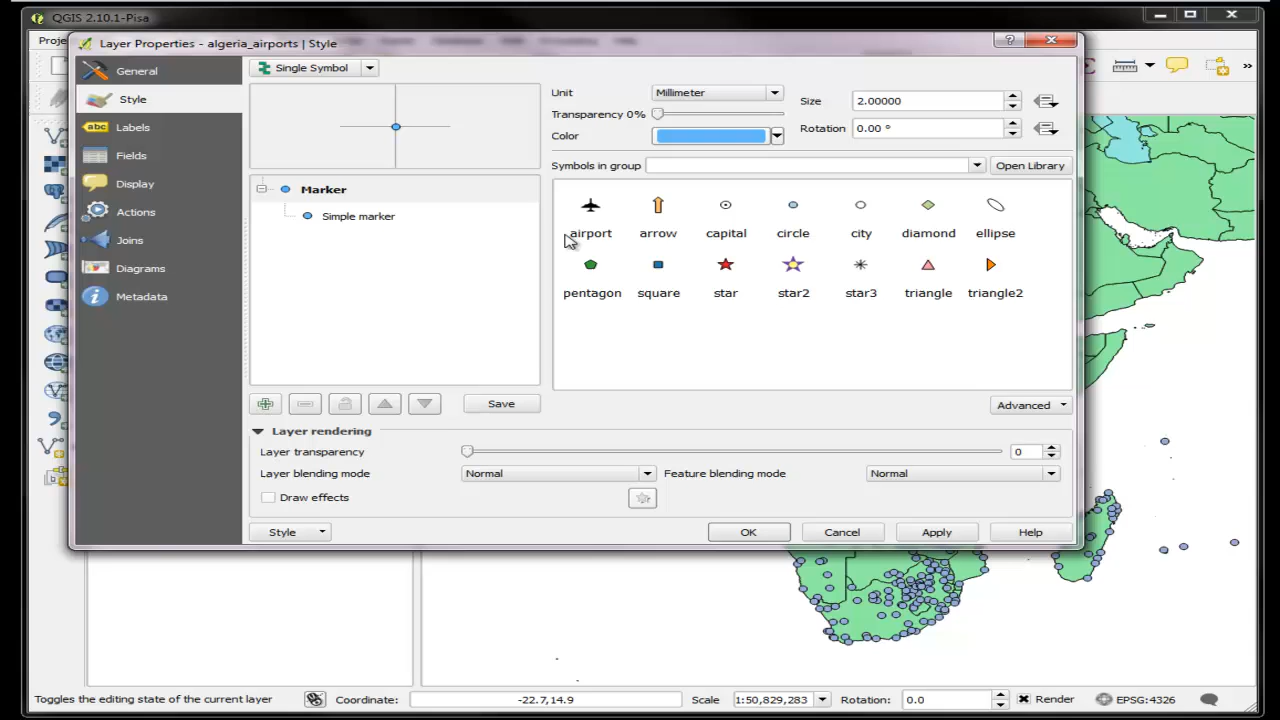 QGIS 2.10.1-Pisa
Proje
Layer Properties - algeria_airports | Style
General
Style
Labels
Fields
Display
Actions
Joins
Diagrams
Metadata
Single Symbol
Unit
Millimeter
Size
2.00000
Transparency 0%
Rotation
0.00 °
Color
Symbols in group
Open Library
Marker
Simple marker
airport
arrow
capital
circle
city
diamond
ellipse
pentagon
square
star
star2
star3
triangle
triangle2
Save
Advanced
Layer rendering
Layer transparency
0
Layer blending mode
Normal
Feature blending mode
Normal
Draw effects
Style
OK
Cancel
Apply
Help
Toggles the editing state of the current layer
Coordinate:
-22.7,14.9
Scale
1:50,829,283
Rotation:
0.0
Render
EPSG:4326